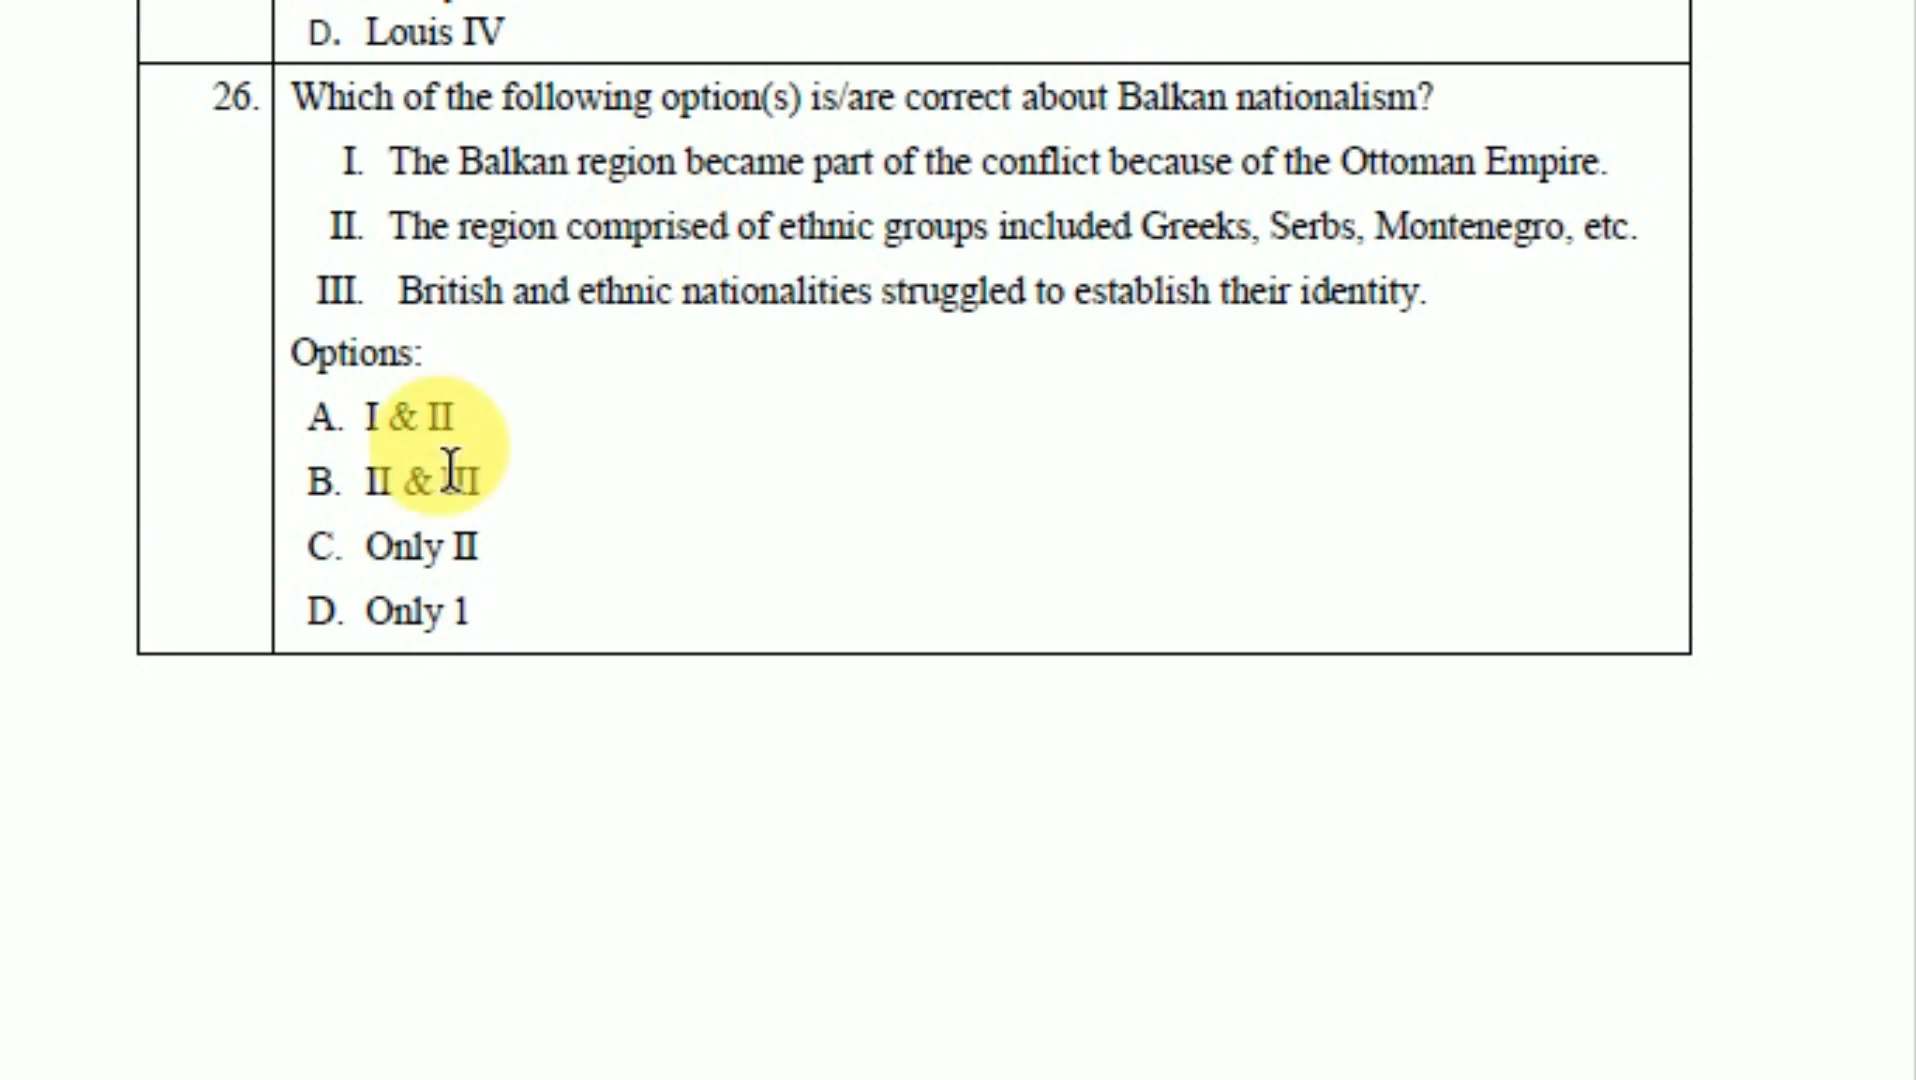 D. Louis IV
26. Which of the following option(s) is/are correct about Balkan nationalism?
I. The Balkan region became part of the conflict because of the Ottoman Empire.
II. The region comprised of ethnic groups included Greeks, Serbs, Montenegro, etc.
III. British and ethnic nationalities struggled to establish their identity.
Options:
A. I & II
B. II & III
C. Only II
D. Only 1